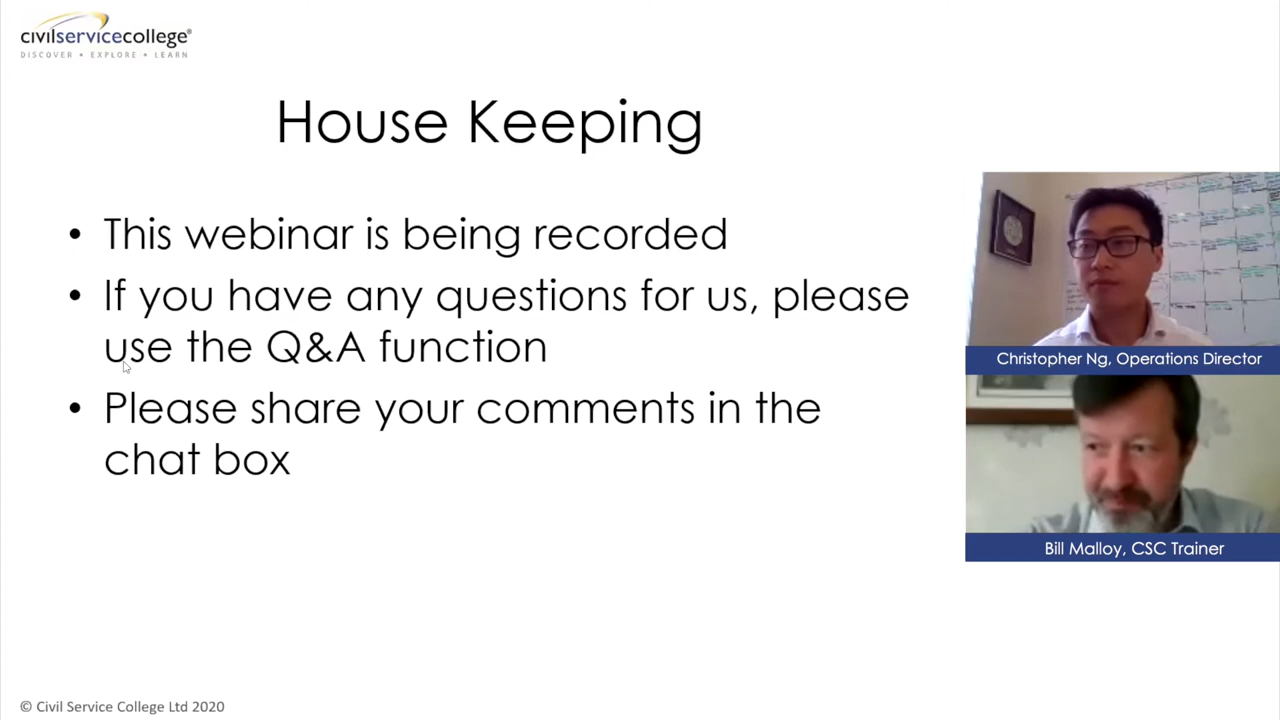 civilservicecollege®
DISCOVER • EXPLORE • LEARN
House Keeping
• This webinar is being recorded
• If you have any questions for us, please
use the Q&A function
• Please share your comments in the
chat box
Christopher Ng, Operations Director
Bill Malloy, CSC Trainer
© Civil Service College Ltd 2020